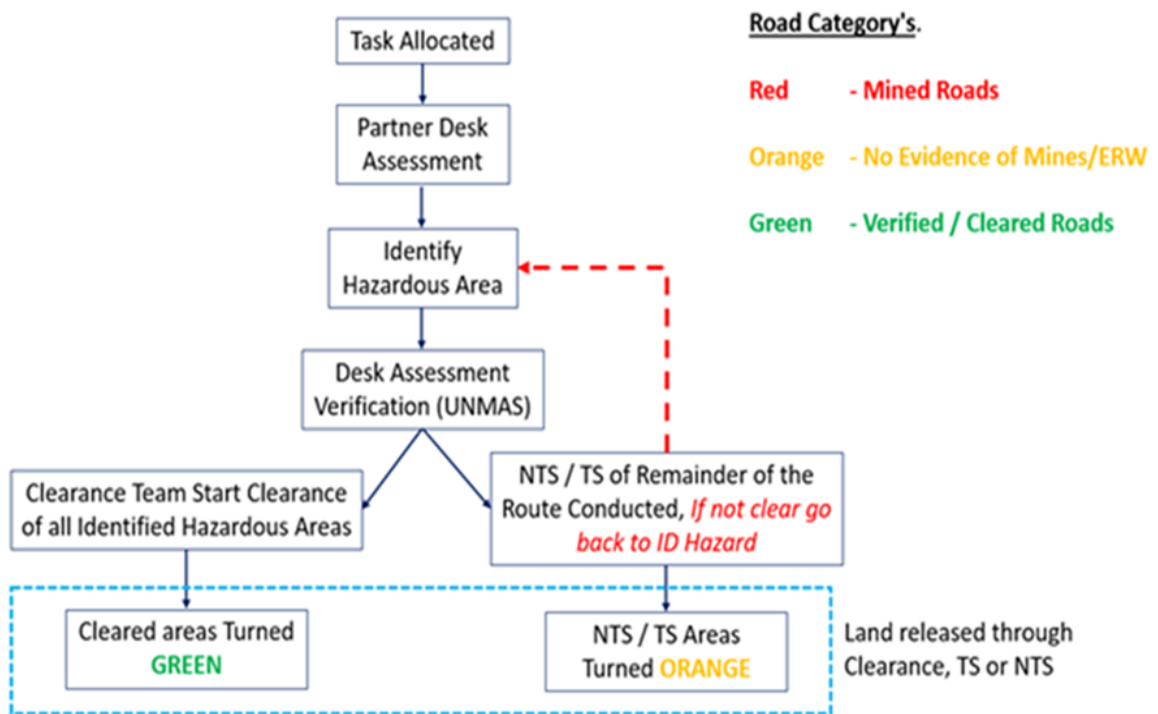 Task Allocated
Partner Desk
Assessment
Identify
Hazardous Area
Desk Assessment
Verification (UNMAS)
Clearance Team Start Clearance
of all Identified Hazardous Areas
NTS / TS of Remainder of the
Route Conducted, If not clear go
back to ID Hazard
Cleared areas Turned
GREEN
NTS / TS Areas
Turned ORANGE
Land released through
Clearance, TS or NTS
Road Category's.
Red - Mined Roads
Orange - No Evidence of Mines/ERW
Green - Verified / Cleared Roads